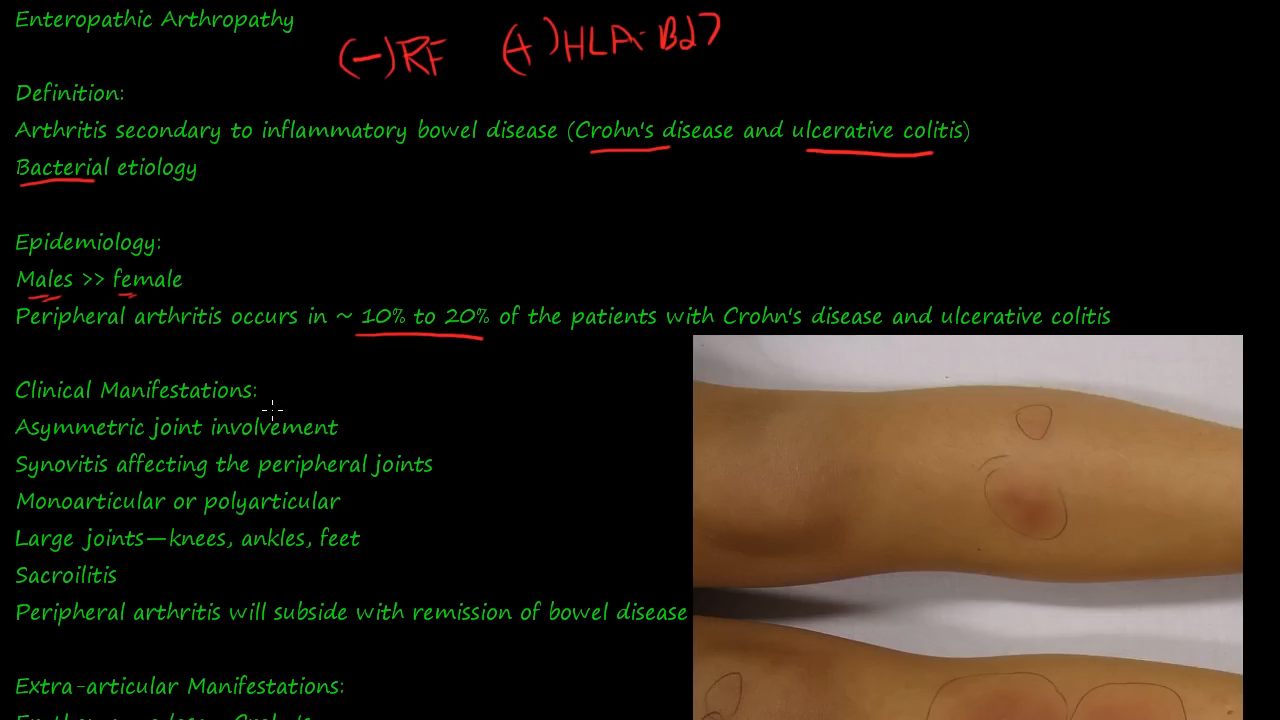 Enteropathic Arthropathy
(-)RF (+)HLA-B27
Definition:
Arthritis secondary to inflammatory bowel disease (Crohn's disease and ulcerative colitis)
Bacterial etiology
Epidemiology:
Males >> female
Peripheral arthritis occurs in ~ 10% to 20% of the patients with Crohn's disease and ulcerative colitis
Clinical Manifestations:
Asymmetric joint involvement
Synovitis affecting the peripheral joints
Monoarticular or polyarticular
Large joints—knees, ankles, feet
Sacroilitis
Peripheral arthritis will subside with remission of bowel disease
Extra-articular Manifestations: